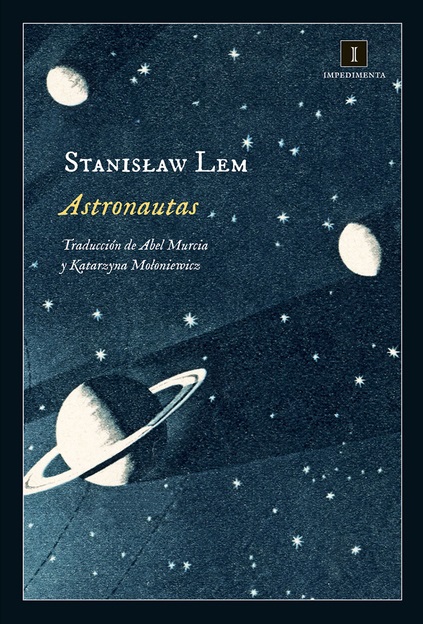 I
IMPEDIMENTA
STANISŁAW LEM
Astronautas
Traducción de Abel Murcia
y Katarzyna Mołoniewicz